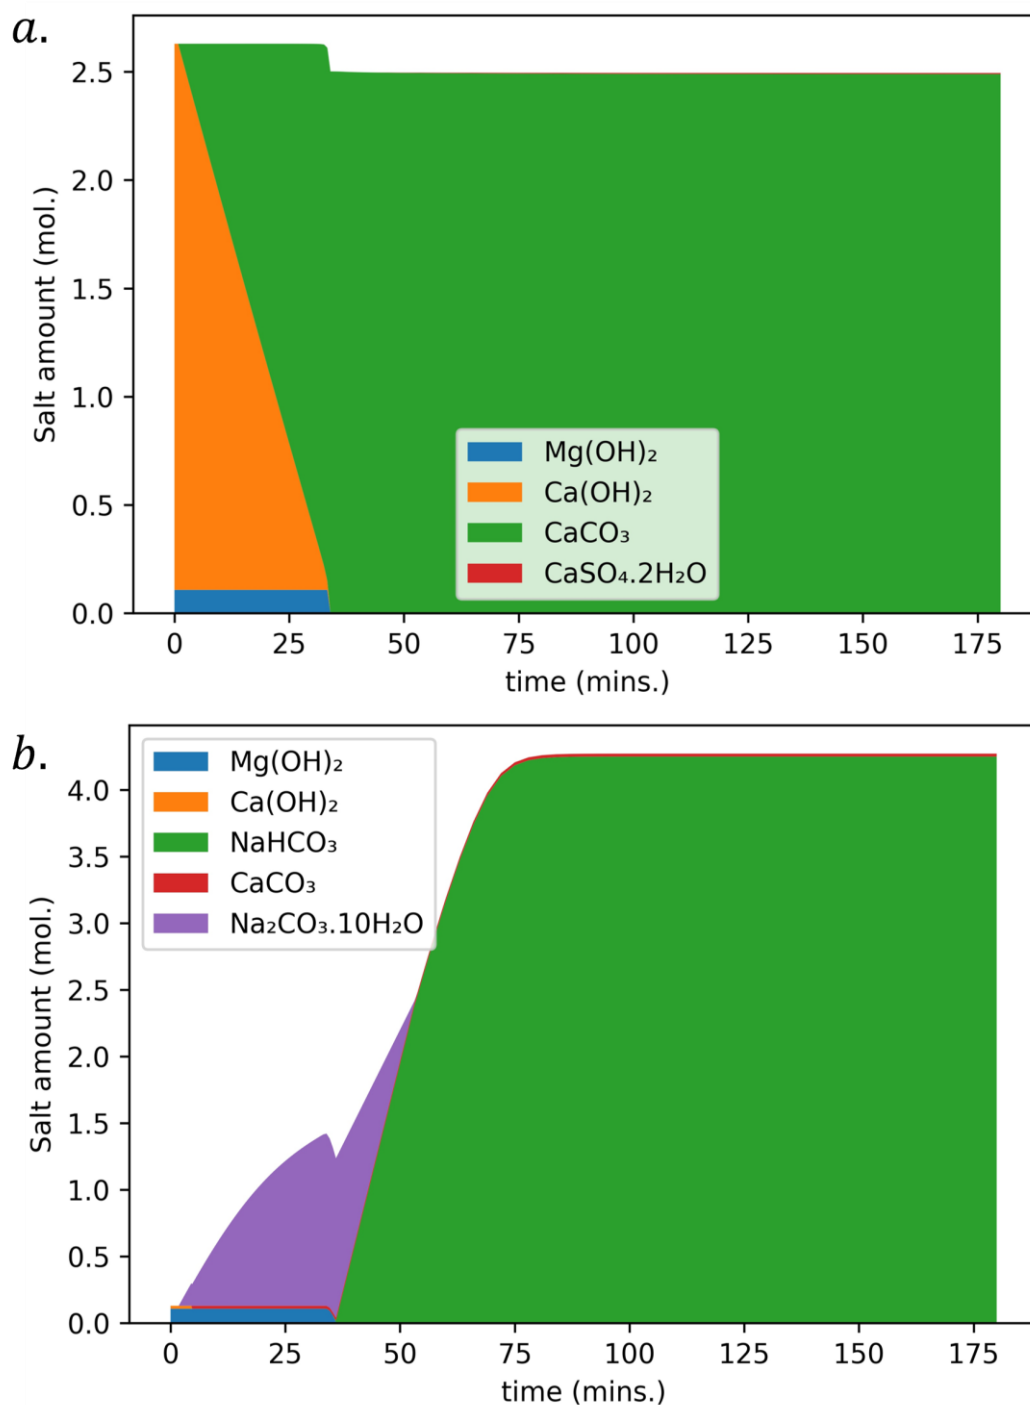 a.
Salt amount (mol.)
2.5
2.0
1.5
1.0
0.5
0.0
Mg(OH)₂
Ca(OH)₂
CaCO₃
CaSO₄.2H₂O
0 25 50 75 100 125 150 175
time (mins.)
b.
Salt amount (mol.)
4.0
3.5
3.0
2.5
2.0
1.5
1.0
0.5
0.0
Mg(OH)₂
Ca(OH)₂
NaHCO₃
CaCO₃
Na₂CO₃.10H₂O
0 25 50 75 100 125 150 175
time (mins.)